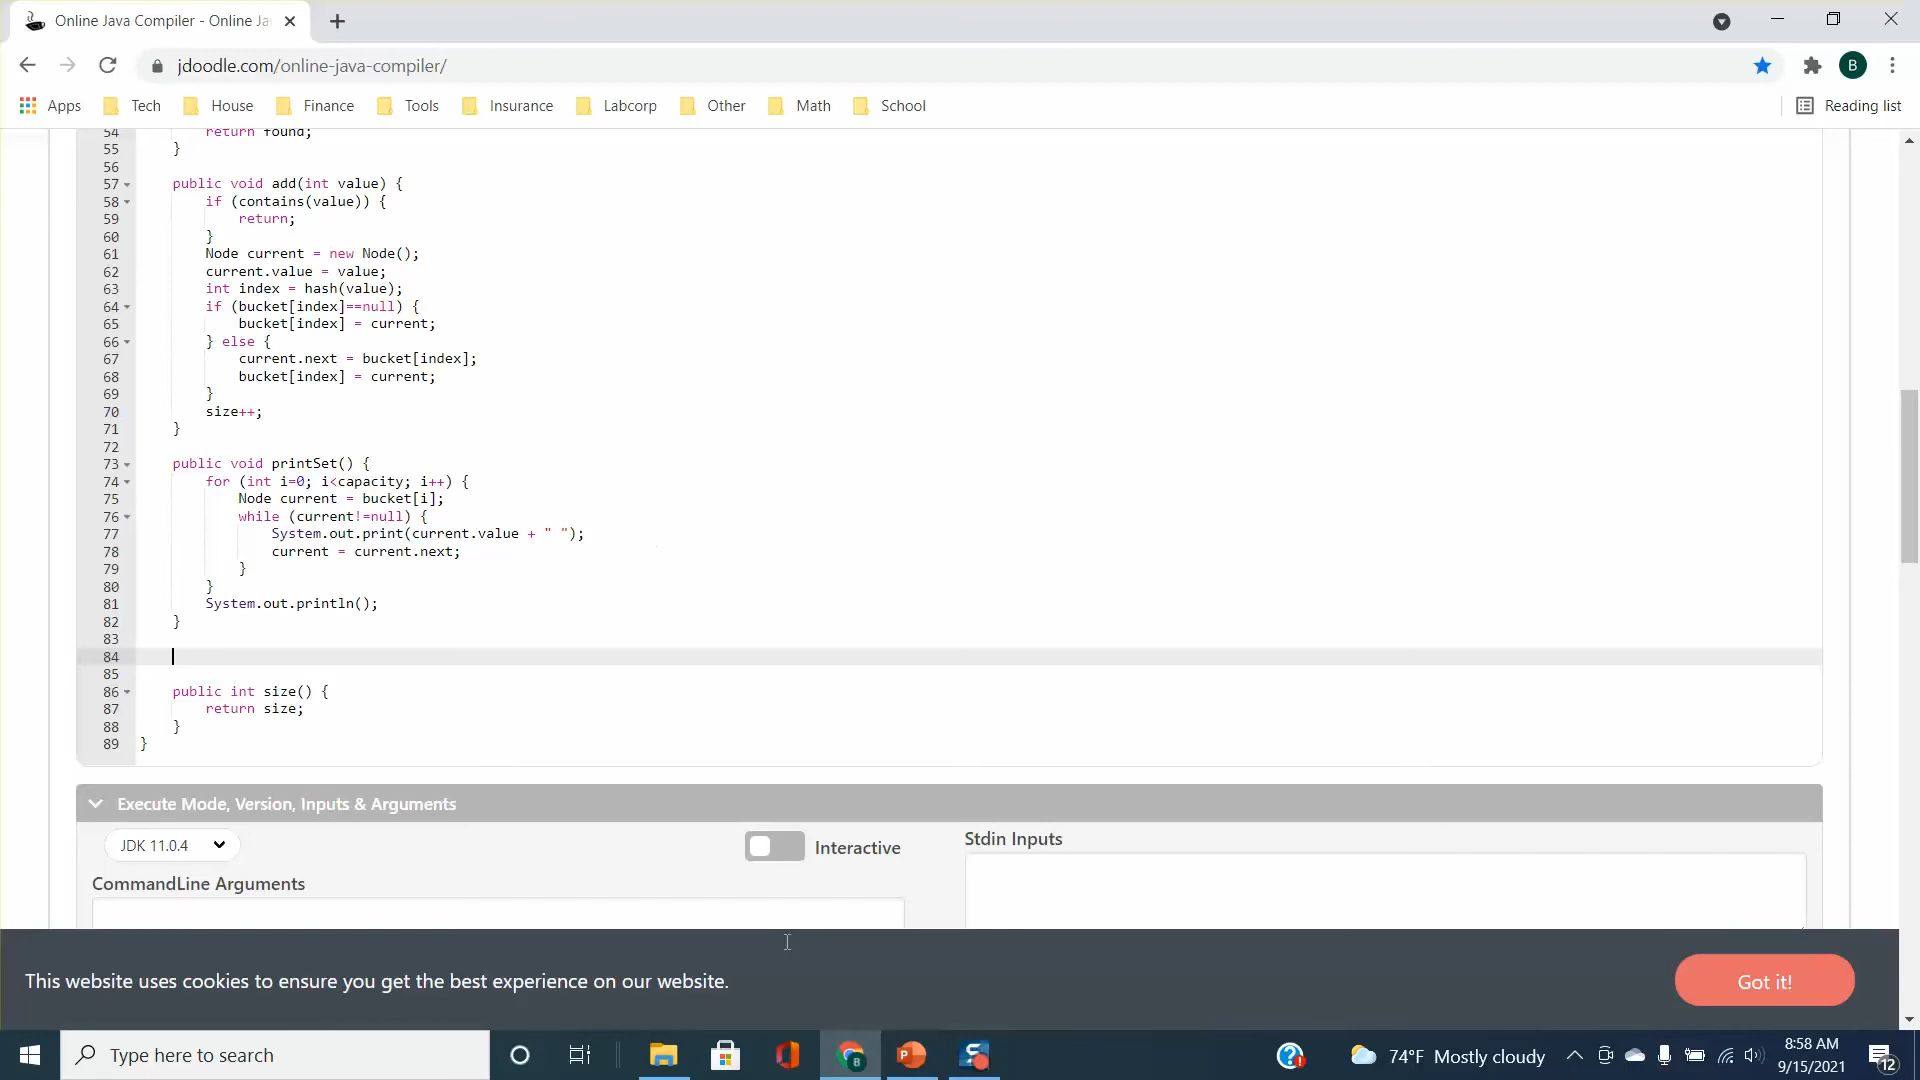 Online Java Compiler - Online Ja
jdoodle.com/online-java-compiler/
B
Apps Tech House Finance Tools Insurance Labcorp Other Math School Reading list
54 return found;
55 }
56
57 public void add(int value) {
58 if (contains(value)) {
59 return;
60 }
61 Node current = new Node();
62 current.value = value;
63 int index = hash(value);
64 if (bucket[index]==null) {
65 bucket[index] = current;
66 } else {
67 current.next = bucket[index];
68 bucket[index] = current;
69 }
70 size++;
71 }
72
73 public void printSet() {
74 for (int i=0; i<capacity; i++) {
75 Node current = bucket[i];
76 while (current!=null) {
77 System.out.print(current.value + " ");
78 current = current.next;
79 }
80 }
81 System.out.println();
82 }
83
84
85
86 public int size() {
87 return size;
88 }
89 }
Execute Mode, Version, Inputs & Arguments
JDK 11.0.4 Interactive Stdin Inputs
CommandLine Arguments
This website uses cookies to ensure you get the best experience on our website. Got it!
Type here to search
74°F Mostly cloudy
8:58 AM
9/15/2021
12